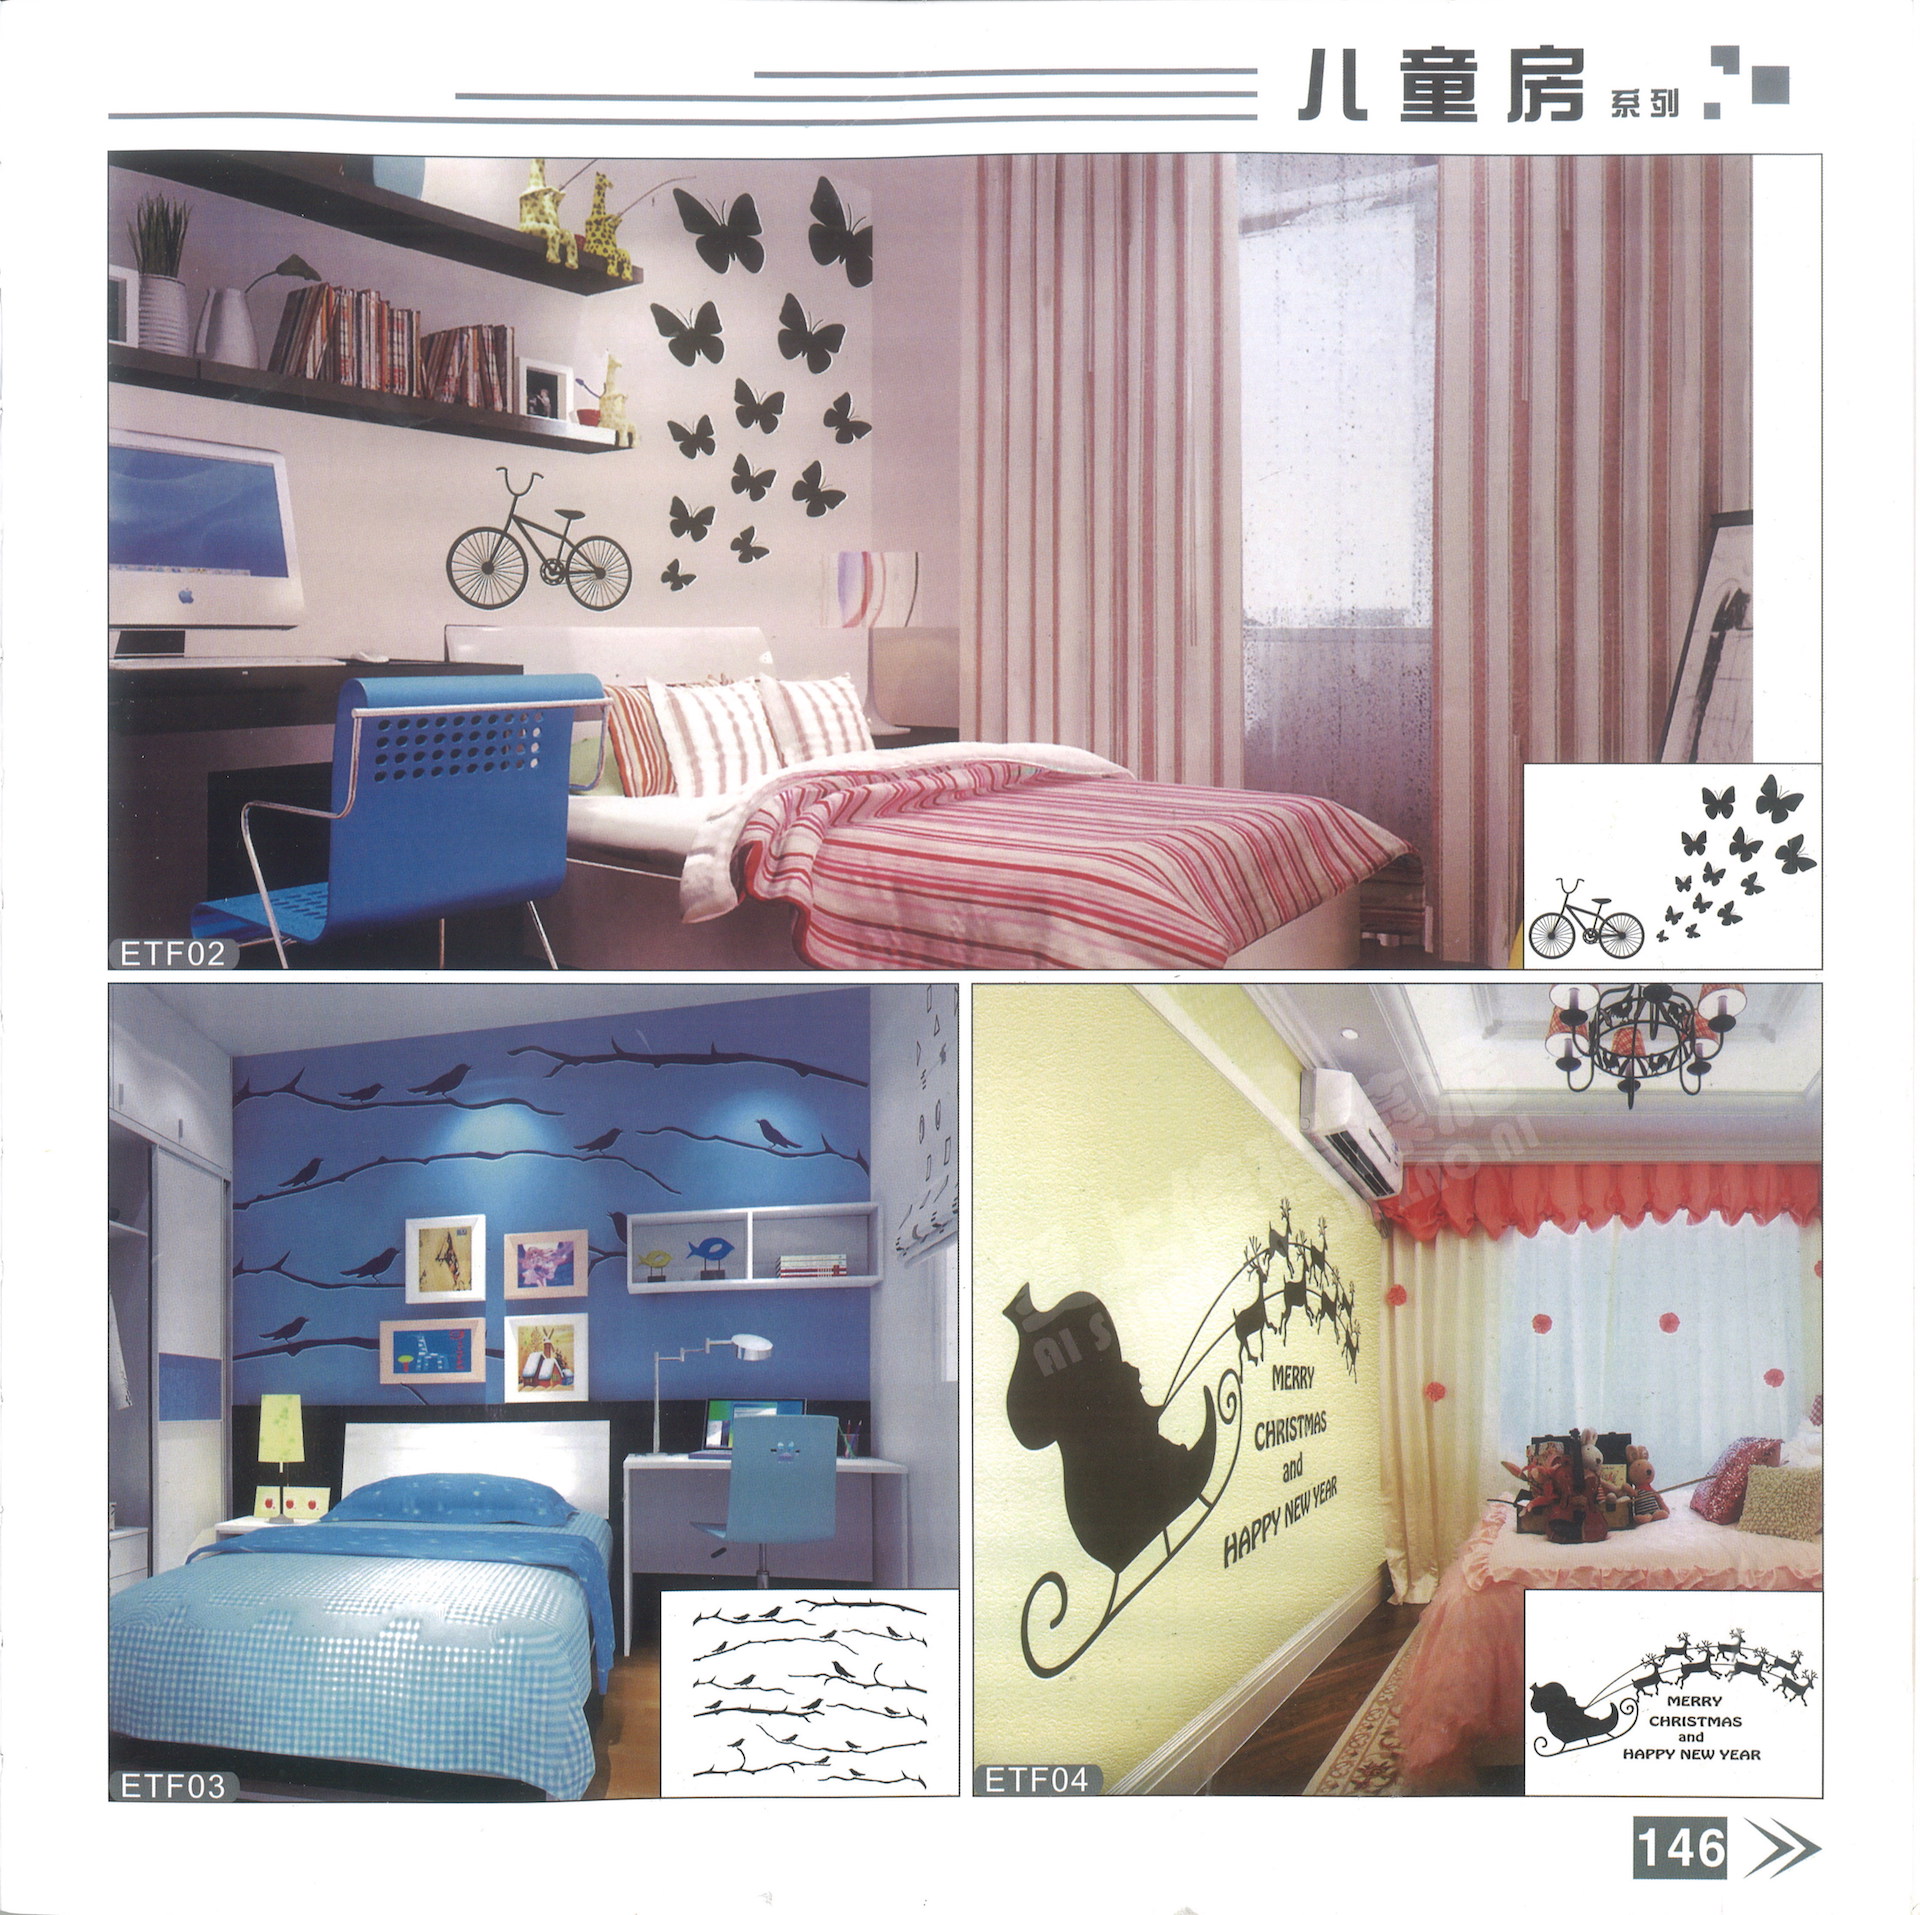 儿童房 系列
ETF02
MERRY
CHRISTMAS
and
HAPPY NEW YEAR
ETF03
ETF04
MERRY
CHRISTMAS
and
HAPPY NEW YEAR
146